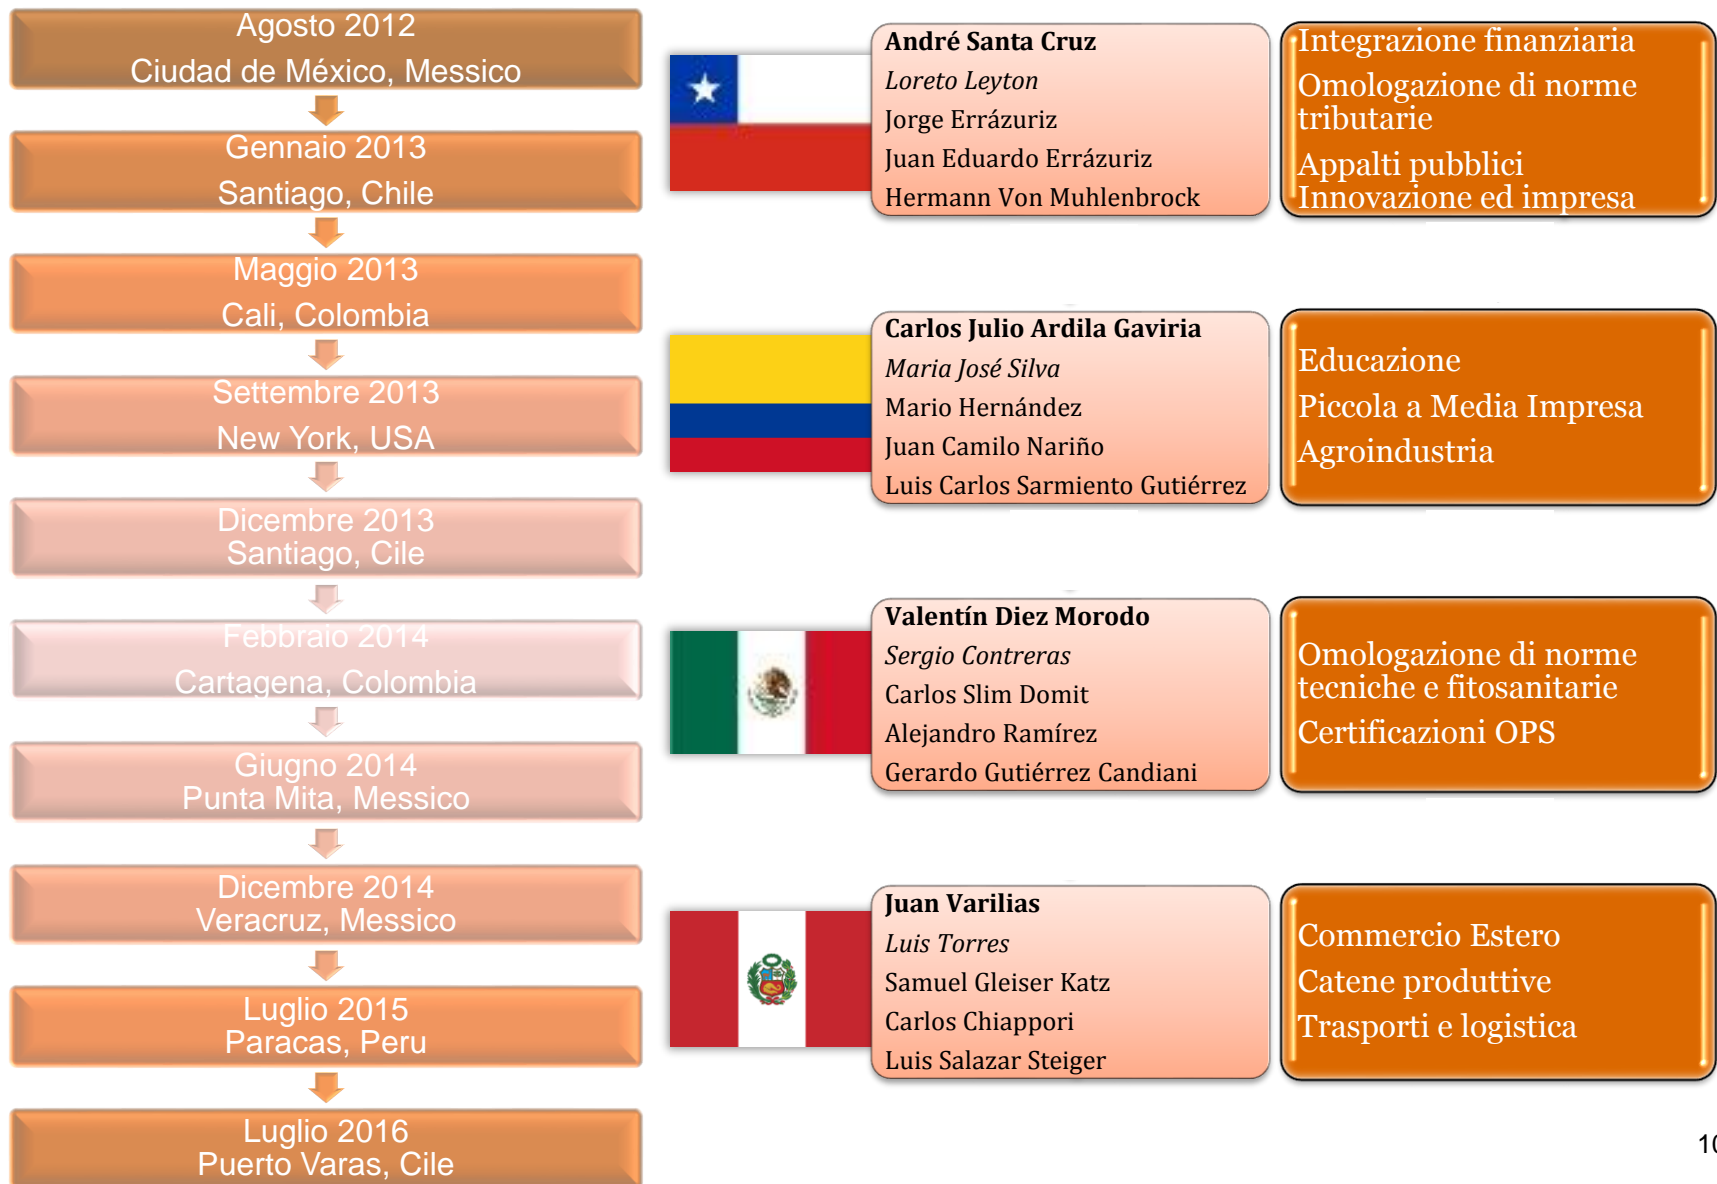 Agosto 2012
Ciudad de México, Messico
Gennaio 2013
Santiago, Chile
Maggio 2013
Cali, Colombia
Settembre 2013
New York, USA
Dicembre 2013
Santiago, Cile
Febbraio 2014
Cartagena, Colombia
Giugno 2014
Punta Mita, Messico
Dicembre 2014
Veracruz, Messico
Luglio 2015
Paracas, Peru
Luglio 2016
Puerto Varas, Cile
André Santa Cruz
Loreto Leyton
Jorge Errázuriz
Juan Eduardo Errázuriz
Hermann Von Muhlenbrock
Integrazione finanziaria
Omologazione di norme
tributarie
Appalti pubblici
Innovazione ed impresa
Carlos Julio Ardila Gaviria
Maria José Silva
Mario Hernández
Juan Camilo Nariño
Luis Carlos Sarmiento Gutiérrez
Educazione
Piccola a Media Impresa
Agroindustria
Valentín Diez Morodo
Sergio Contreras
Carlos Slim Domit
Alejandro Ramírez
Gerardo Gutiérrez Candiani
Omologazione di norme
tecniche e fitosanitarie
Certificazioni OPS
Juan Varilias
Luis Torres
Samuel Gleiser Katz
Carlos Chiappori
Luis Salazar Steiger
Commercio Estero
Catene produttive
Trasporti e logistica
10